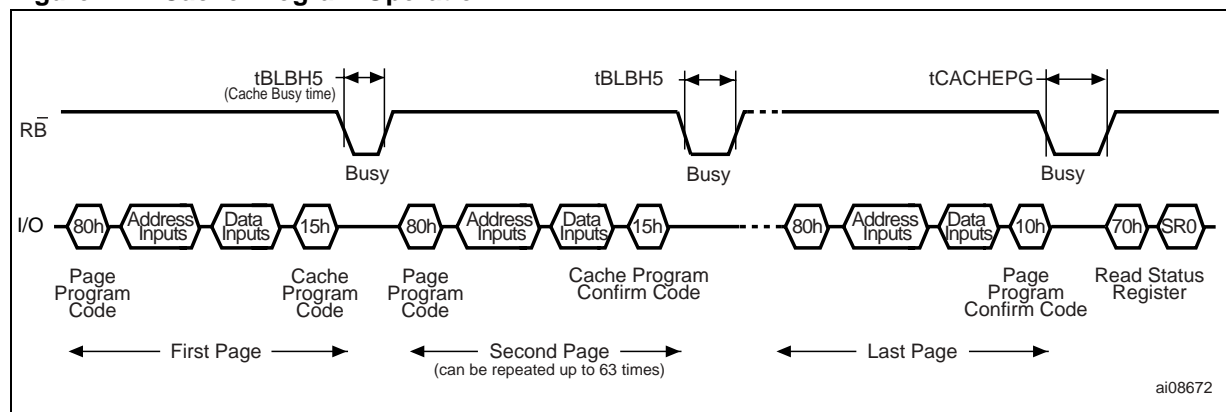 tBLBH5
(Cache Busy time)
tBLBH5
tCACHEPG
RB
Busy
Busy
Busy
I/O
80h
Address Inputs
Data Inputs
15h
80h
Address Inputs
Data Inputs
15h
80h
Address Inputs
Data Inputs
10h
70h
SR0
Page Program Code
Cache Program Code
Page Program Code
Cache Program Confirm Code
Page Program Confirm Code
Read Status Register
First Page
Second Page
(can be repeated up to 63 times)
Last Page
ai08672